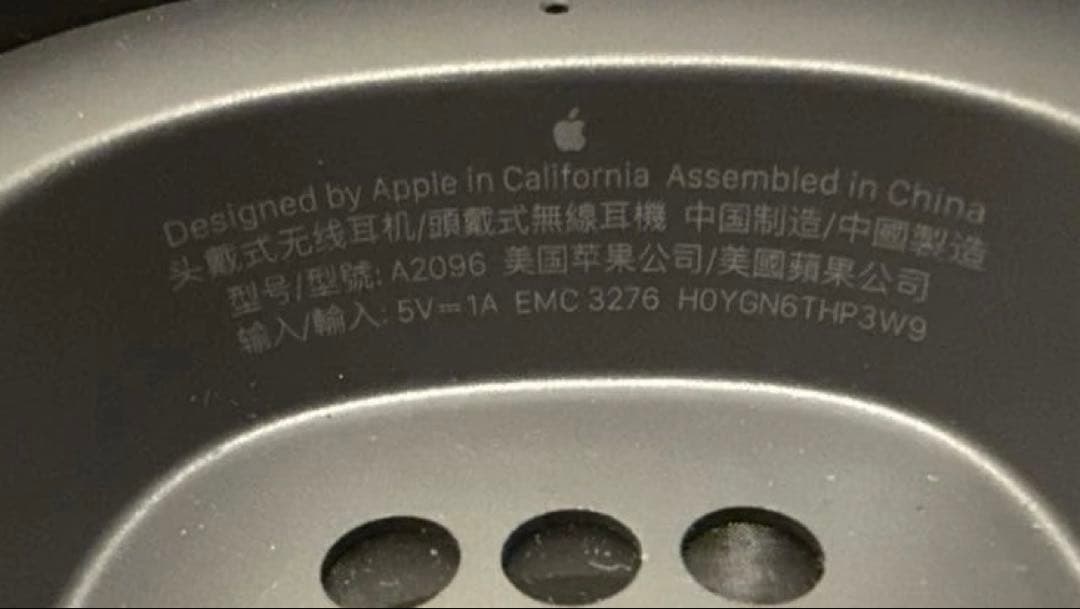 Designed by Apple in California Assembled in China
头戴式无线耳机/頭戴式無線耳機 中国制造/中國製造
型号/型號: A2096 美国苹果公司/美國蘋果公司
输入/輸入: 5V⎓1A EMC 3276 H0YGN6THP3W9